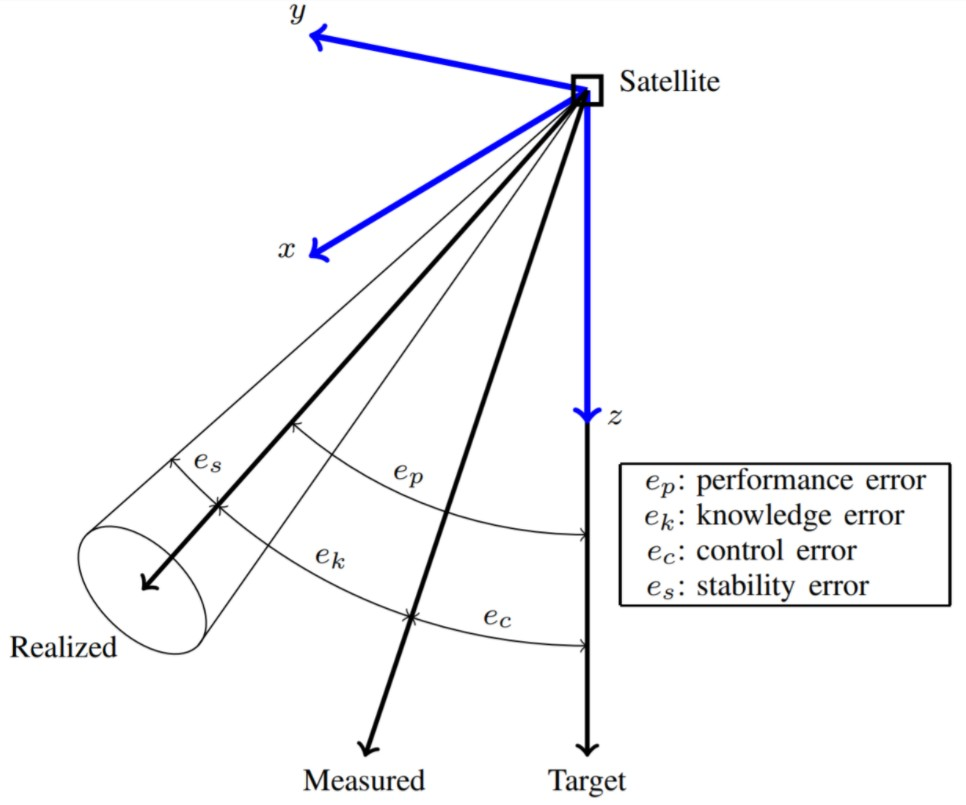 y
Satellite
x
z
e_s
e_p
e_p: performance error
e_k: knowledge error
e_c: control error
e_s: stability error
e_k
e_c
Realized
Measured
Target